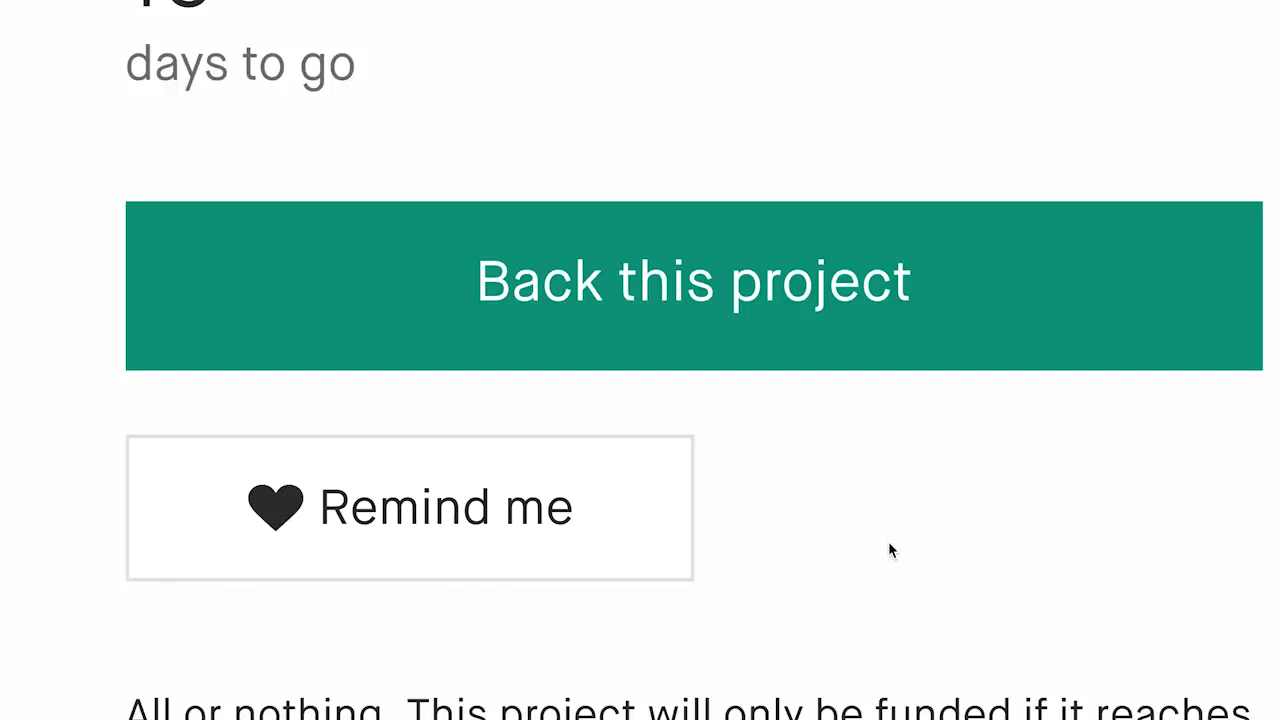 days to go
Back this project
Remind me
All or nothing. This project will only be funded if it reaches